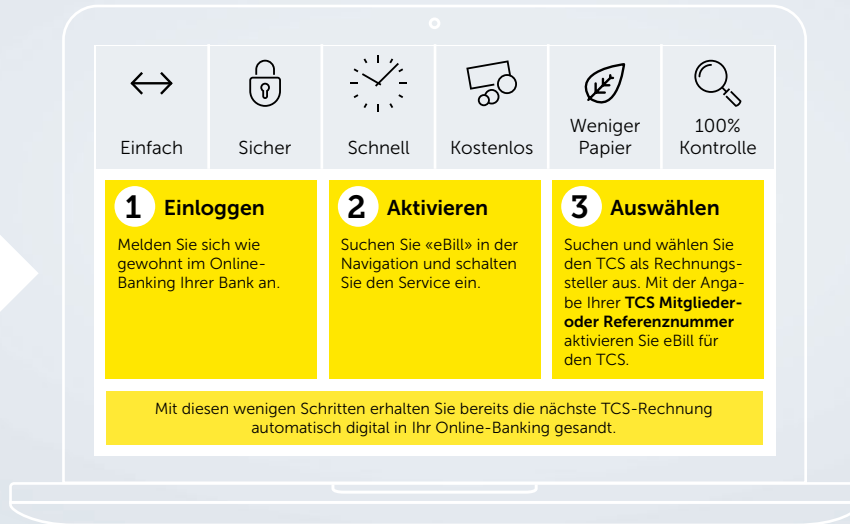 Einfach
Sicher
Schnell
Kostenlos
Weniger
Papier
100%
Kontrolle
1 Einloggen
Melden Sie sich wie
gewohnt im Online-
Banking Ihrer Bank an.
2 Aktivieren
Suchen Sie «eBill» in der
Navigation und schalten
Sie den Service ein.
3 Auswählen
Suchen und wählen Sie
den TCS als Rechnungs-
steller aus. Mit der Anga-
be Ihrer TCS Mitglieder-
oder Referenznummer
aktivieren Sie eBill für
den TCS.
Mit diesen wenigen Schritten erhalten Sie bereits die nächste TCS-Rechnung
automatisch digital in Ihr Online-Banking gesandt.